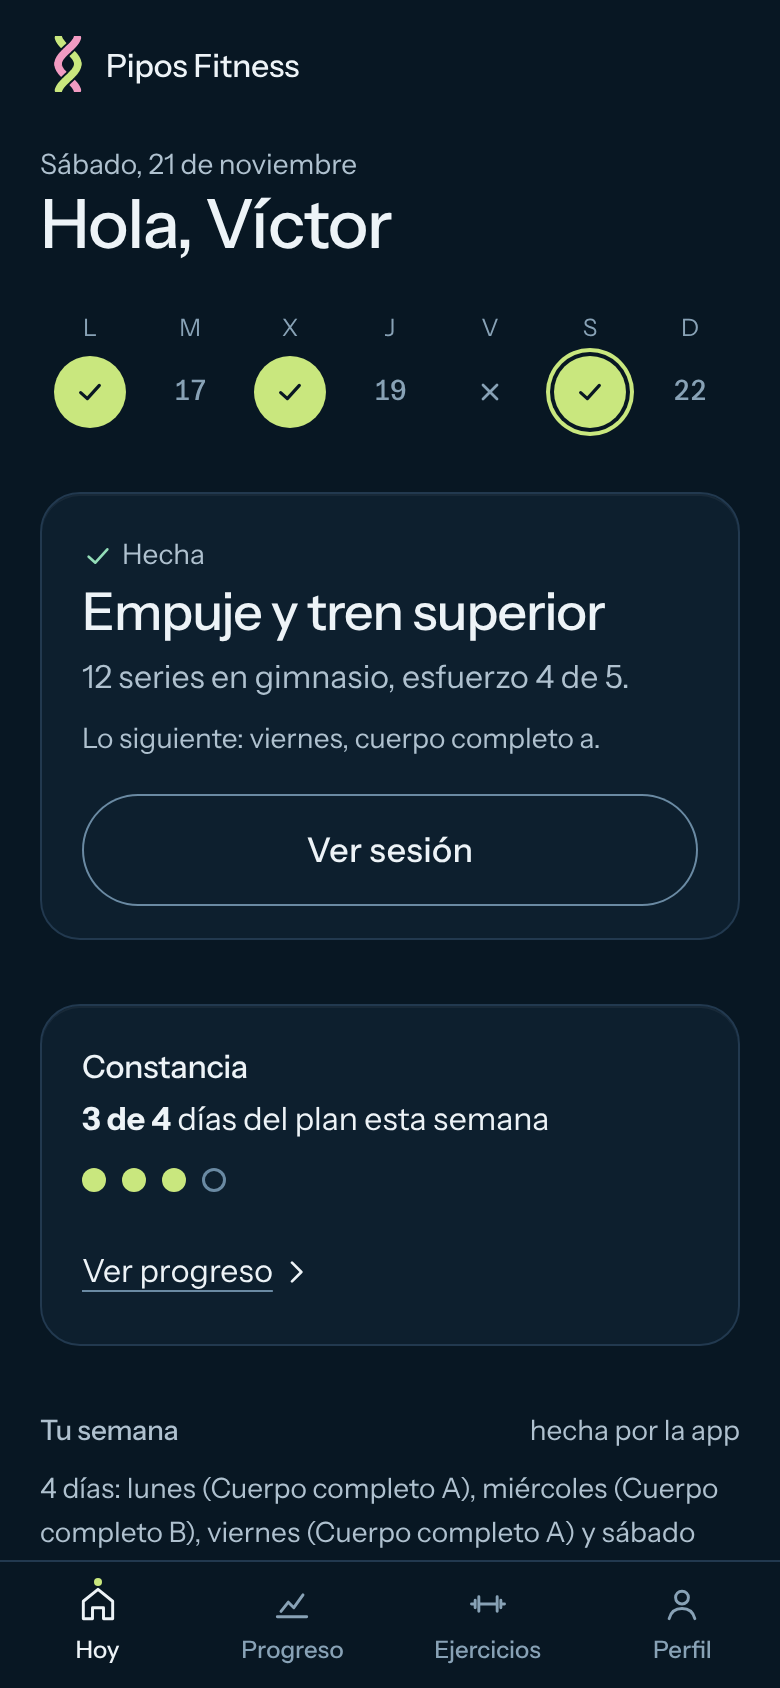 Pipos Fitness
Sábado, 21 de noviembre
Hola, Víctor
L M X J V S D
17 19 22
Hecha
Empuje y tren superior
12 series en gimnasio, esfuerzo 4 de 5.
Lo siguiente: viernes, cuerpo completo a.
Ver sesión
Constancia
3 de 4 días del plan esta semana
Ver progreso
Tu semana hecha por la app
4 días: lunes (Cuerpo completo A), miércoles (Cuerpo
completo B), viernes (Cuerpo completo A) y sábado
Hoy Progreso Ejercicios Perfil